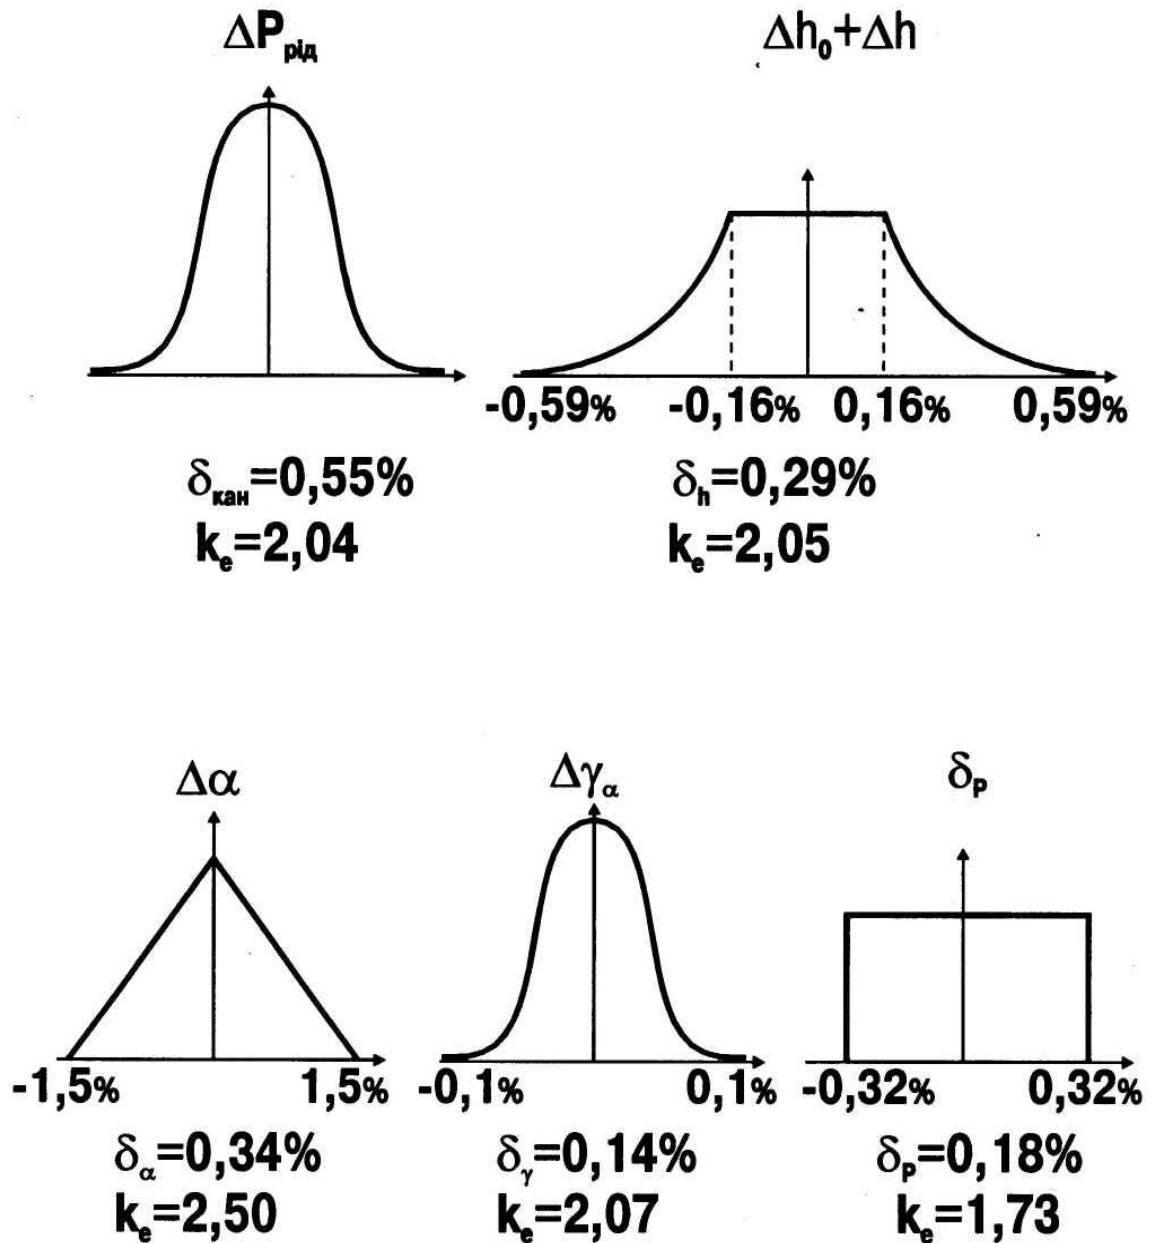 ΔPрід
Δh₀+Δh
-0,59% -0,16% 0,16% 0,59%
δкан=0,55%
kₑ=2,04
δₕ=0,29%
kₑ=2,05
Δα
Δγα
δP
-1,5% 1,5%
-0,1% 0,1%
-0,32% 0,32%
δα=0,34%
kₑ=2,50
δγ=0,14%
kₑ=2,07
δP=0,18%
kₑ=1,73